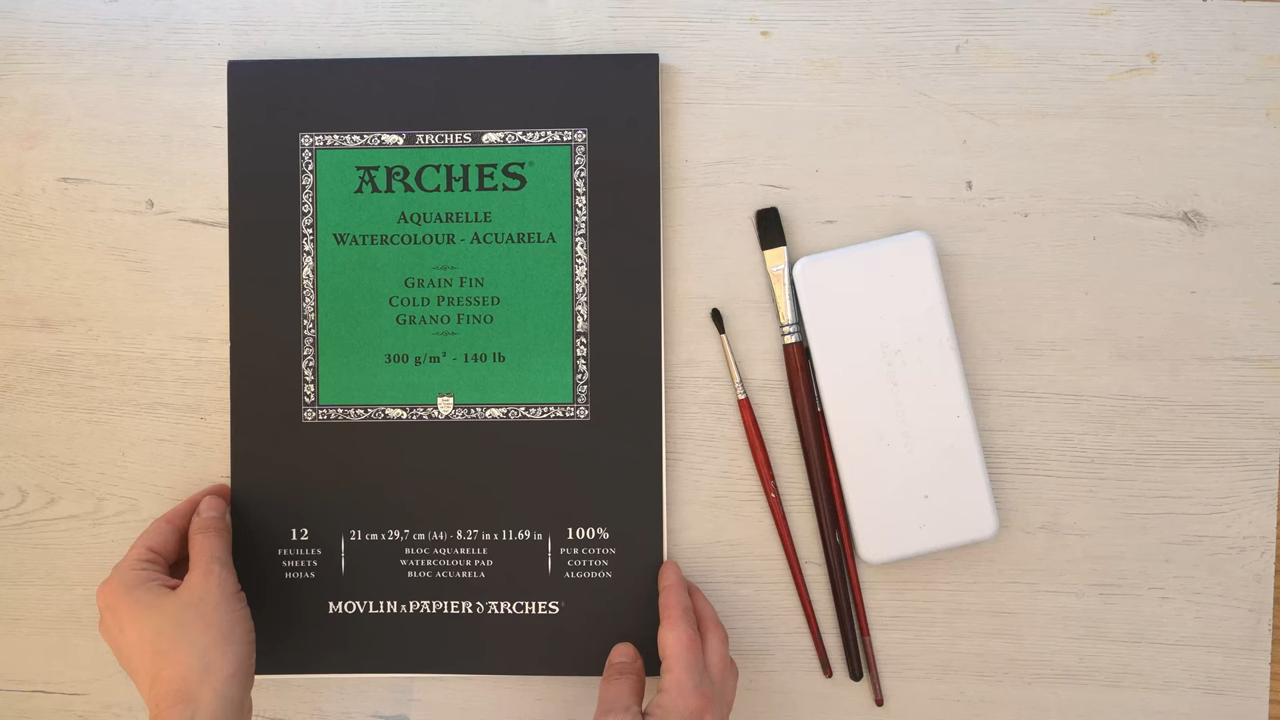 ARCHES
ARCHES®
AQUARELLE
WATERCOLOUR - ACUARELA
GRAIN FIN
COLD PRESSED
GRANO FINO
300 g/m² - 140 lb
12
FEUILLES
SHEETS
HOJAS
21 cm x 29,7 cm (A4) - 8.27 in x 11.69 in
BLOC AQUARELLE
WATERCOLOUR PAD
BLOC ACUARELA
100%
PUR COTON
COTTON
ALGODÓN
MOVLIN A PAPIER D'ARCHES®